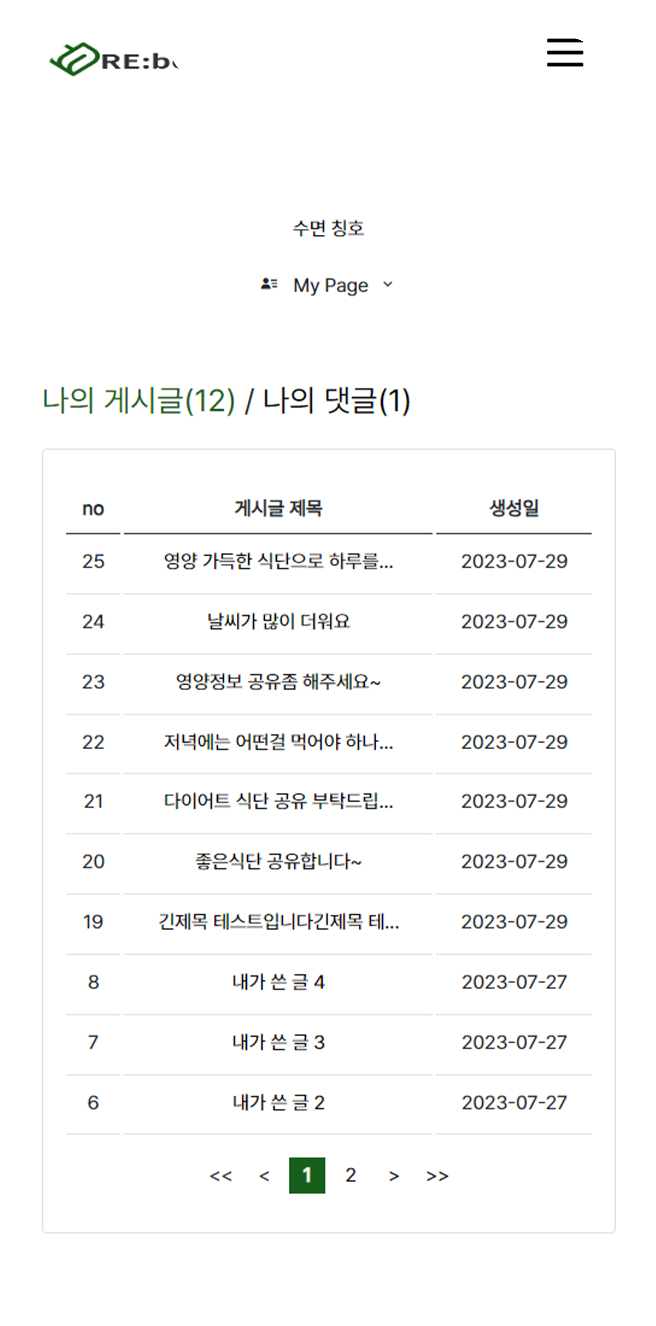 RE:b
수면 칭호
My Page
나의 게시글(12) / 나의 댓글(1)
no 게시글 제목 생성일
25 영양 가득한 식단으로 하루를... 2023-07-29
24 날씨가 많이 더워요 2023-07-29
23 영양정보 공유좀 해주세요~ 2023-07-29
22 저녁에는 어떤걸 먹어야 하나... 2023-07-29
21 다이어트 식단 공유 부탁드립... 2023-07-29
20 좋은식단 공유합니다~ 2023-07-29
19 긴제목 테스트입니다긴제목 테... 2023-07-29
8 내가 쓴 글 4 2023-07-27
7 내가 쓴 글 3 2023-07-27
6 내가 쓴 글 2 2023-07-27
<< < 1 2 > >>